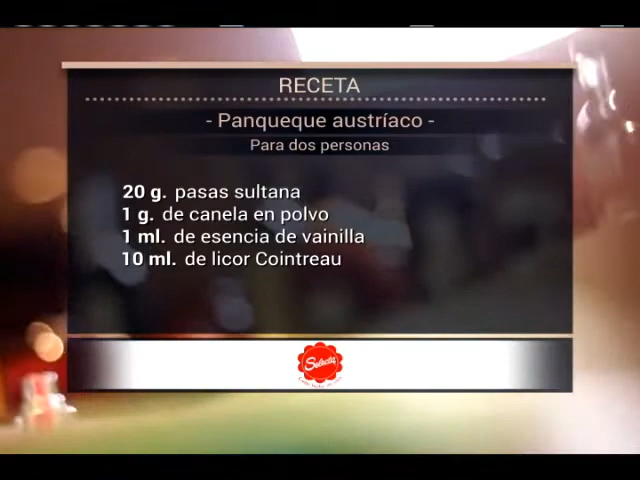 RECETA
- Panqueque austríaco -
Para dos personas
20 g. pasas sultana
1 g. de canela en polvo
1 ml. de esencia de vainilla
10 ml. de licor Cointreau
Selecta